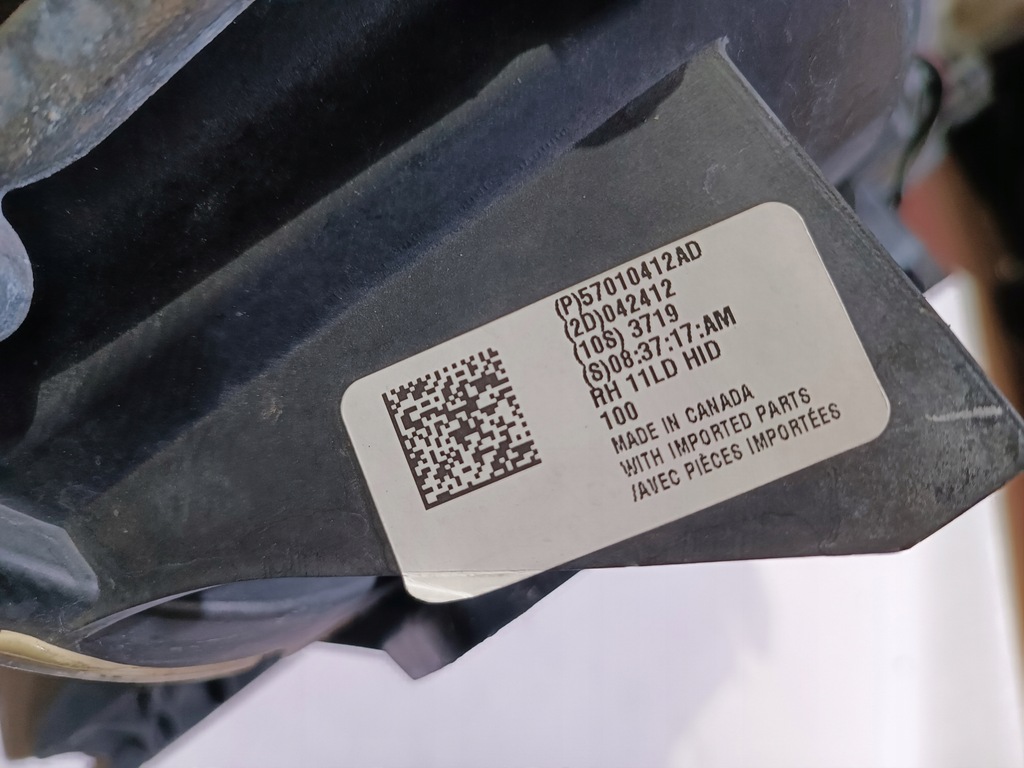 (P)57010412AD
(2D)042412
(10S) 3719
(S)08:37:17:AM
RH 11LD HID
100
MADE IN CANADA
WITH IMPORTED PARTS
/AVEC PIÈCES IMPORTÉES